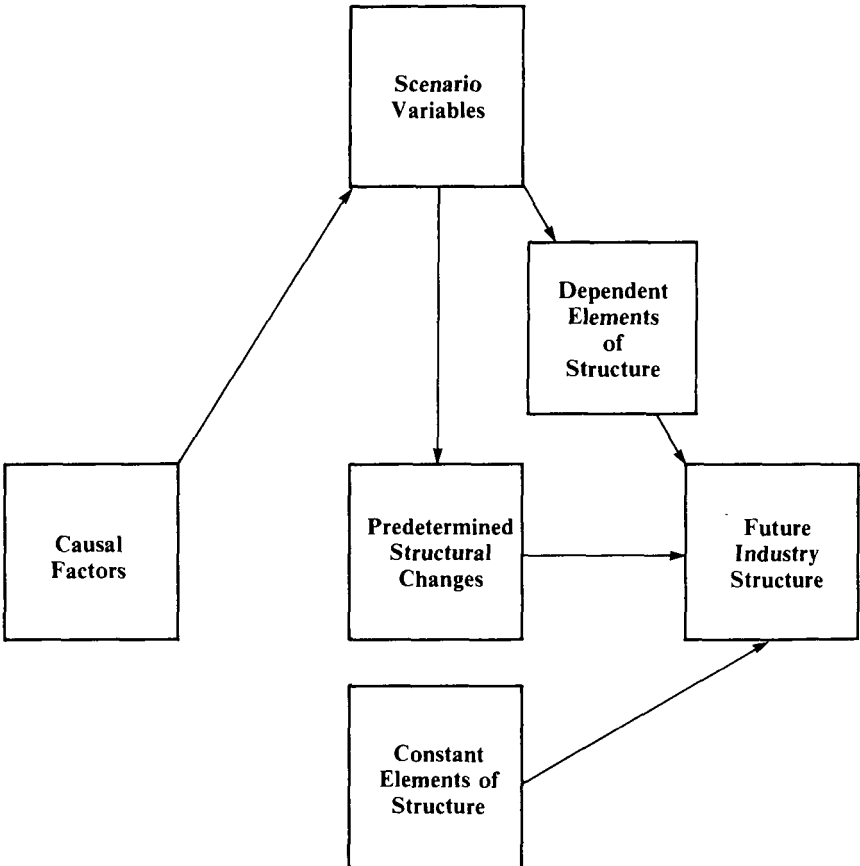 Scenario
Variables
Dependent
Elements
of
Structure
Causal
Factors
Predetermined
Structural
Changes
Future
Industry
Structure
Constant
Elements of
Structure